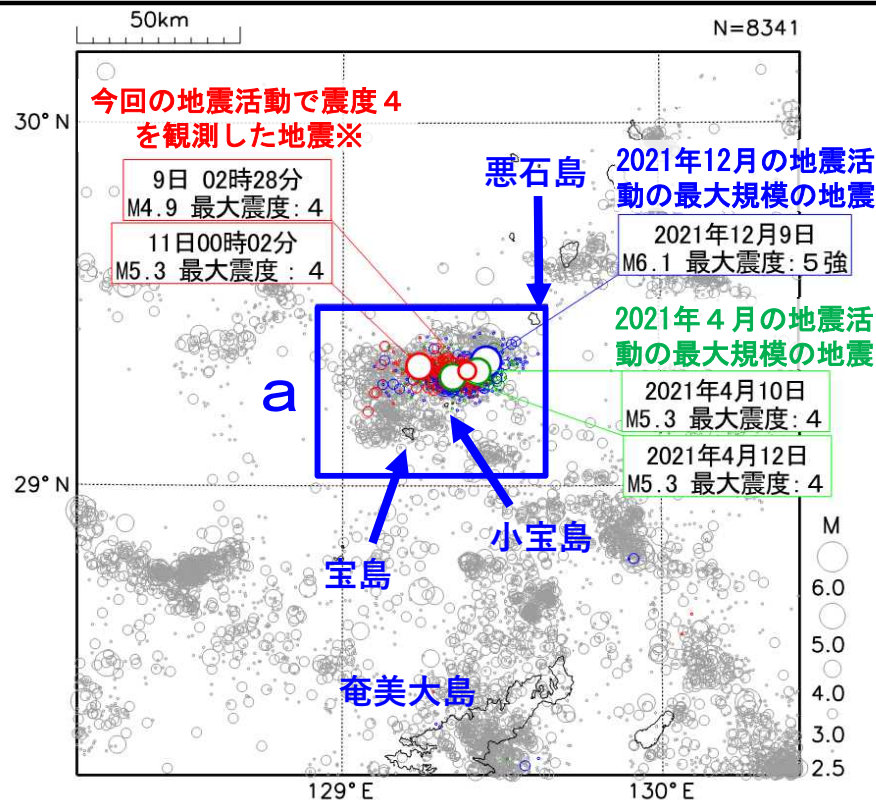 50km
N=8341
30°N
今回の地震活動で震度４
を観測した地震※
9日 02時28分
M4.9 最大震度：4
11日00時02分
M5.3 最大震度：4
悪石島
2021年12月の地震活
動の最大規模の地震
2021年12月9日
M6.1 最大震度：５強
2021年４月の地震活
動の最大規模の地震
2021年4月10日
M5.3 最大震度：4
2021年4月12日
M5.3 最大震度：4
a
29°N
小宝島
宝島
奄美大島
M
6.0
5.0
4.0
3.0
2.5
129°E
130°E